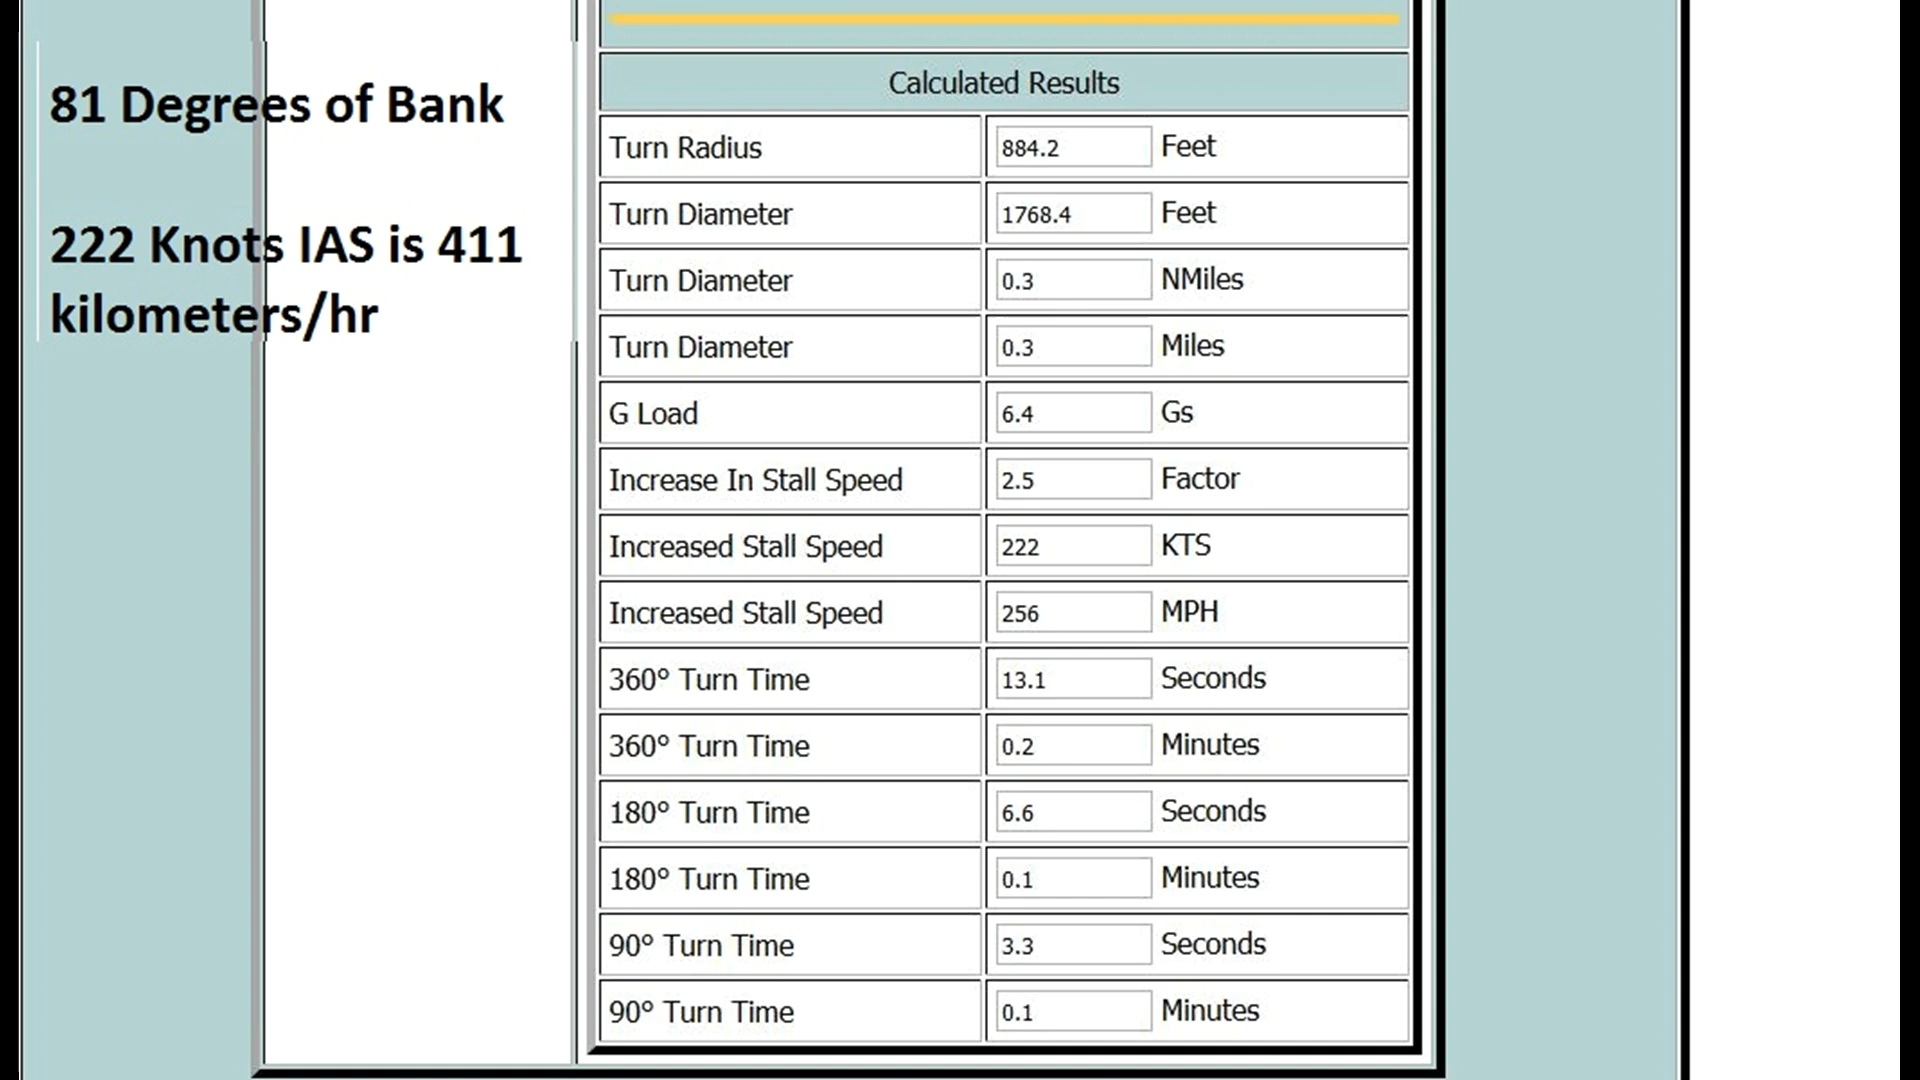 81 Degrees of Bank
222 Knots IAS is 411
kilometers/hr
Calculated Results
Turn Radius 884.2 Feet
Turn Diameter 1768.4 Feet
Turn Diameter 0.3 NMiles
Turn Diameter 0.3 Miles
G Load 6.4 Gs
Increase In Stall Speed 2.5 Factor
Increased Stall Speed 222 KTS
Increased Stall Speed 256 MPH
360° Turn Time 13.1 Seconds
360° Turn Time 0.2 Minutes
180° Turn Time 6.6 Seconds
180° Turn Time 0.1 Minutes
90° Turn Time 3.3 Seconds
90° Turn Time 0.1 Minutes